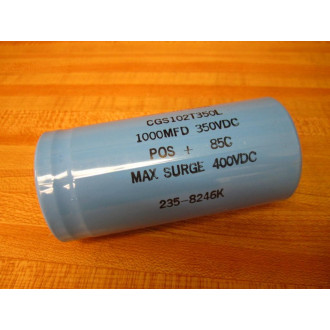 CGS102T350L
1000MFD 350VDC
POS + 85C
MAX SURGE 400VDC
235-8246K